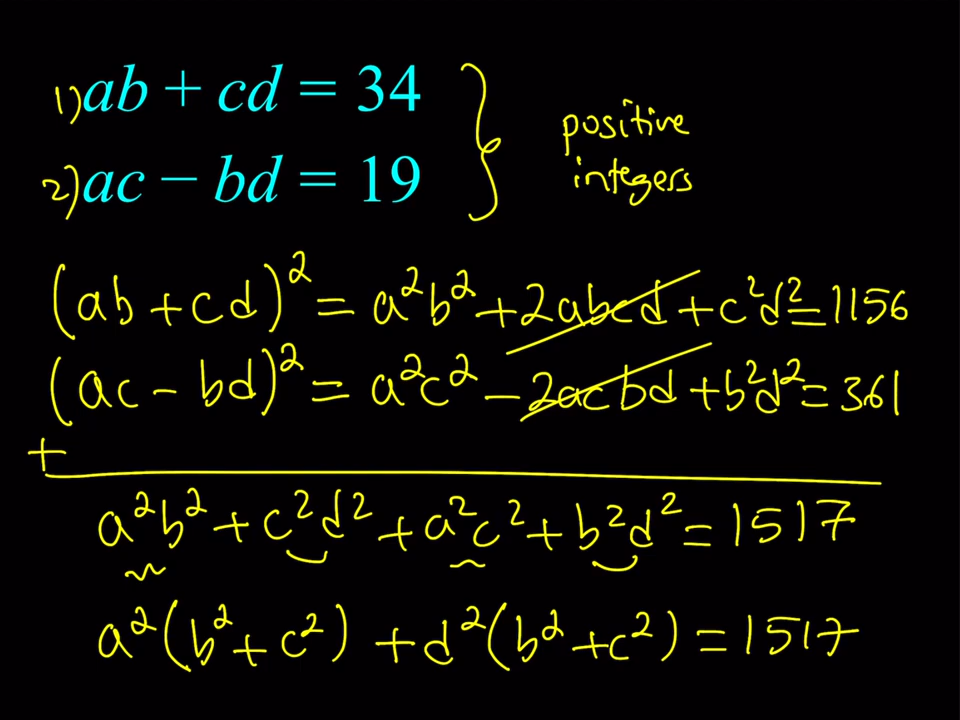 1) ab + cd = 34
2) ac − bd = 19
positive
integers
(ab + cd)² = a²b² + 2abcd + c²d² = 1156
(ac − bd)² = a²c² − 2acbd + b²d² = 361
+
a²b² + c²d² + a²c² + b²d² = 1517
a²(b² + c²) + d²(b² + c²) = 1517